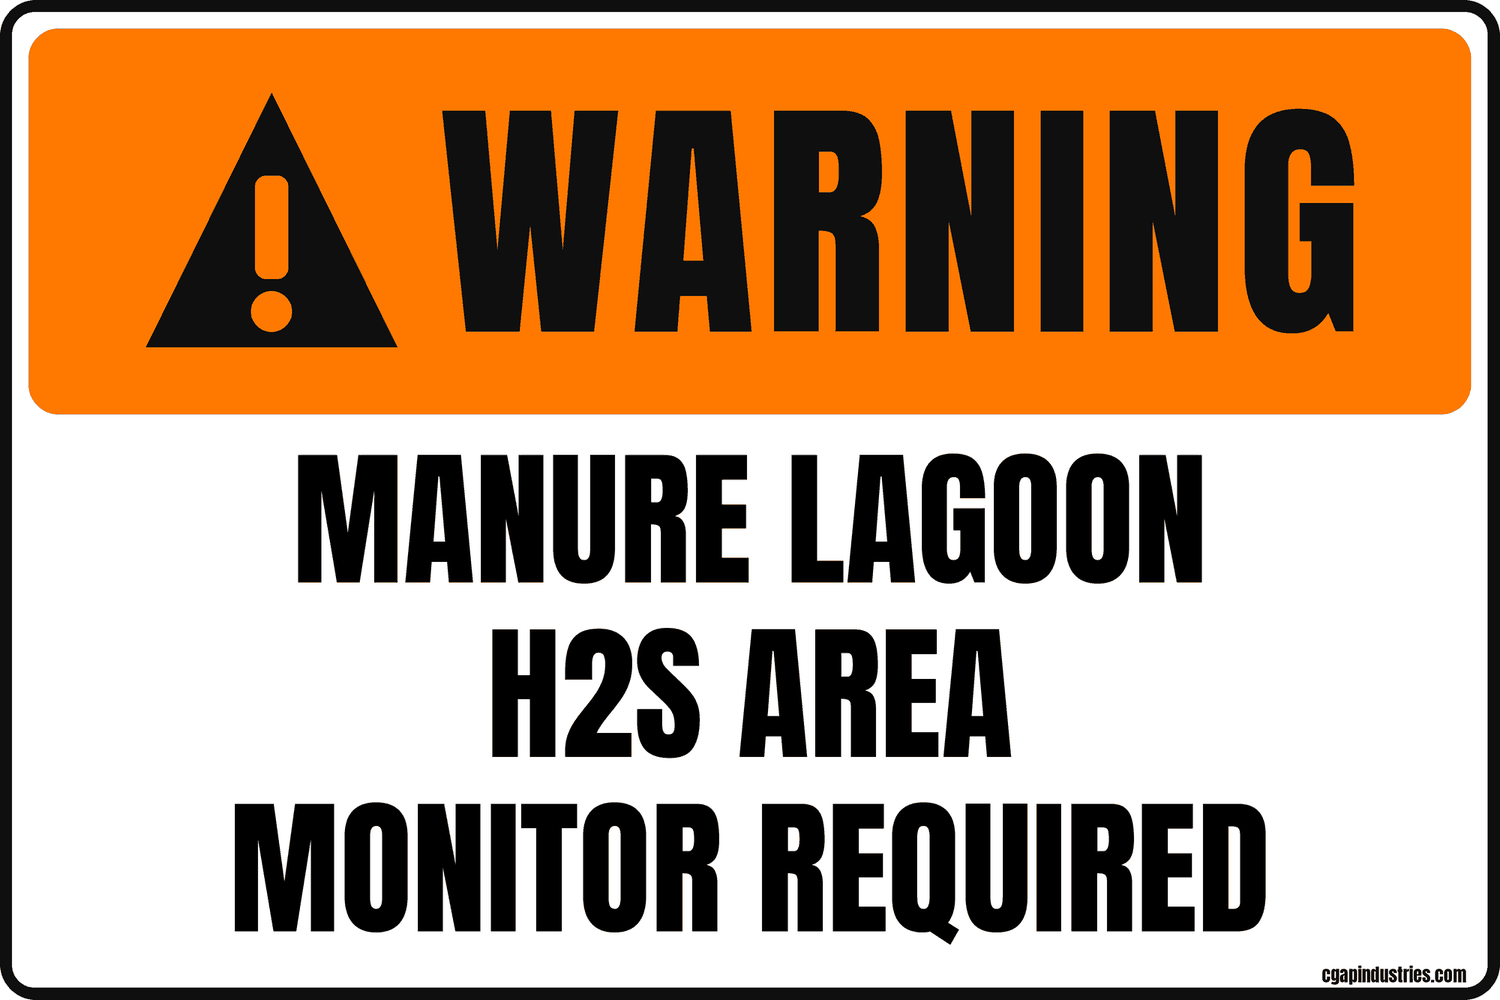 WARNING
MANURE LAGOON
H2S AREA
MONITOR REQUIRED
cgapindustries.com